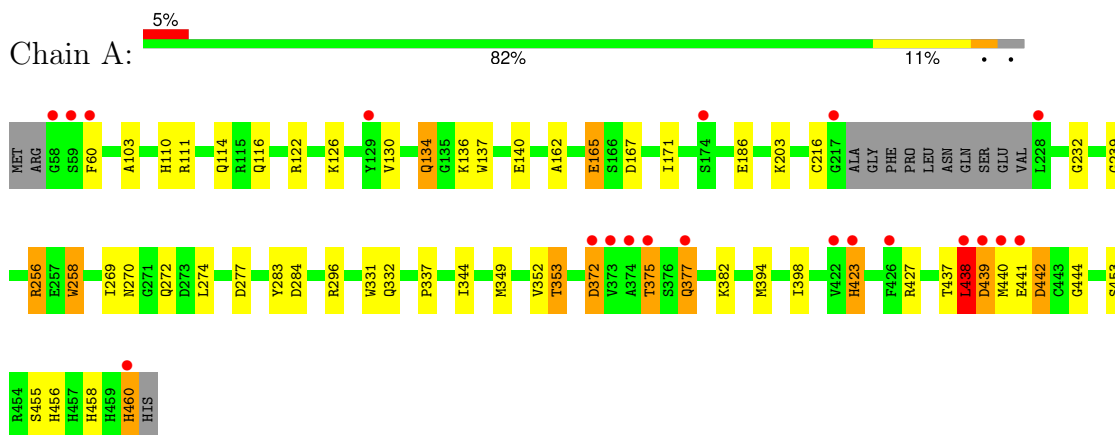 5%
Chain A:
82%
11%
MET ARG G58 S59 F60 A103 H110 R111 Q114 R115 Q116 R122 K126 Y129 V130 Q134 G135 K136 W137 E140 A162 E165 S166 D167 I171 S174 E186 K203 C216 G217 ALA GLY PHE PRO LEU ASN GLN SER GLU VAL L228 G232
R256 E257 W258 I269 N270 G271 Q272 D273 L274 D277 Y283 D284 R296 W331 Q332 P337 I344 M349 V352 T353 D372 V373 A374 T375 S376 Q377 K382 M394 I398 V422 H423 F426 R427 T437 L438 D439 M440 E441 D442 C443 G444
R454 S455 H456 H457 H458 H459 H460 HIS